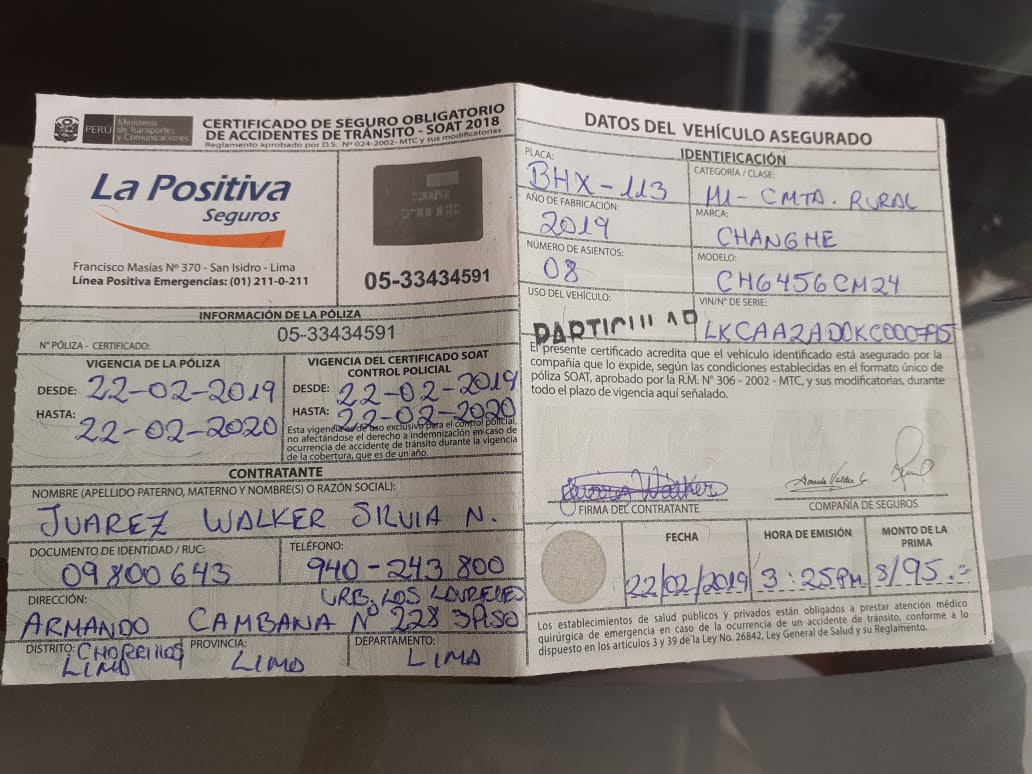 PERÚ
Ministerio
de Transportes
y Comunicaciones
CERTIFICADO DE SEGURO OBLIGATORIO
DE ACCIDENTES DE TRÁNSITO - SOAT 2018
Reglamento aprobado por D.S. Nº 024-2002- MTC y sus modificatorias
La Positiva
Seguros
Francisco Masías Nº 370 - San Isidro - Lima
Línea Positiva Emergencias: (01) 211-0-211
05-33434591
INFORMACIÓN DE LA PÓLIZA
Nº PÓLIZA - CERTIFICADO:
05-33434591
VIGENCIA DE LA PÓLIZA
DESDE: 22-02-2019
HASTA:
22-02-2020
VIGENCIA DEL CERTIFICADO SOAT
CONTROL POLICIAL
DESDE: 22-02-2019
HASTA: 22-02-2020
Esta vigencia es de uso exclusivo para el control policial,
no afectándose el derecho a indemnización en caso de
ocurrencia de accidente de tránsito durante la vigencia
de la cobertura, que es de un año.
CONTRATANTE
NOMBRE (APELLIDO PATERNO, MATERNO Y NOMBRE(S) O RAZÓN SOCIAL):
JUAREZ WALKER SILVIA N.
DOCUMENTO DE IDENTIDAD / RUC:
09800643
TELÉFONO:
940-243800
DIRECCIÓN:
URB. LOS LAURELES
ARMANDO CAMBANA Nº 228 3PISO
DISTRITO: CHORRILLOS
LIMA
PROVINCIA:
LIMA
DEPARTAMENTO:
LIMA
DATOS DEL VEHÍCULO ASEGURADO
IDENTIFICACIÓN
PLACA:
BHX-113
CATEGORÍA / CLASE:
M1- CMTA. RURAL
AÑO DE FABRICACIÓN:
2019
MARCA:
CHANGHE
NÚMERO DE ASIENTOS:
08
MODELO:
CH6456CM24
USO DEL VEHÍCULO:
PARTICULAR
VIN/Nº DE SERIE:
LKCAA2AD0KC000795
El presente certificado acredita que el vehículo identificado está asegurado por la
compañía que lo expide, según las condiciones establecidas en el formato único de
póliza SOAT, aprobado por la R.M. Nº 306 - 2002 - MTC, y sus modificatorias, durante
todo el plazo de vigencia aquí señalado.
FIRMA DEL CONTRATANTE
COMPAÑÍA DE SEGUROS
FECHA
22/02/2019
HORA DE EMISIÓN
3:25PM
MONTO DE LA
PRIMA
S/95.=
Los establecimientos de salud públicos y privados están obligados a prestar atención médico
quirúrgica de emergencia en caso de la ocurrencia de un accidente de tránsito, conforme a lo
dispuesto en los artículos 3 y 39 de la Ley No. 26842, Ley General de Salud y su Reglamento.